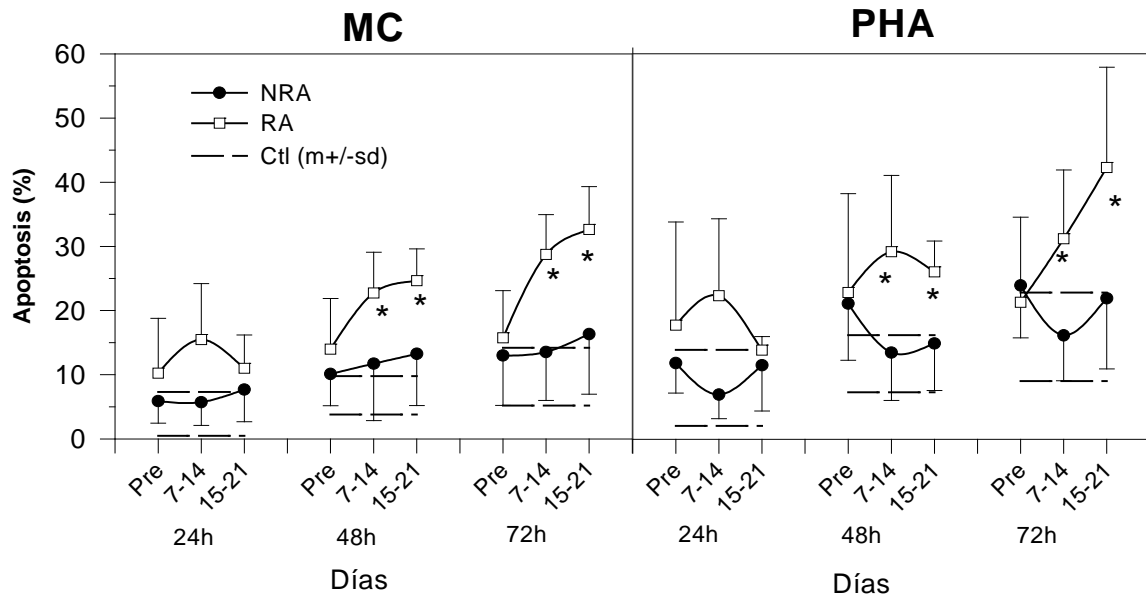 MC
PHA
60
50
40
30
20
10
0
Apoptosis (%)
NRA
RA
Ctl (m+/-sd)
*
*
*
*
*
*
*
*
Pre
7-14
15-21
Pre
7-14
15-21
Pre
7-14
15-21
Pre
7-14
15-21
Pre
7-14
15-21
Pre
7-14
15-21
24h
48h
72h
24h
48h
72h
Días
Días